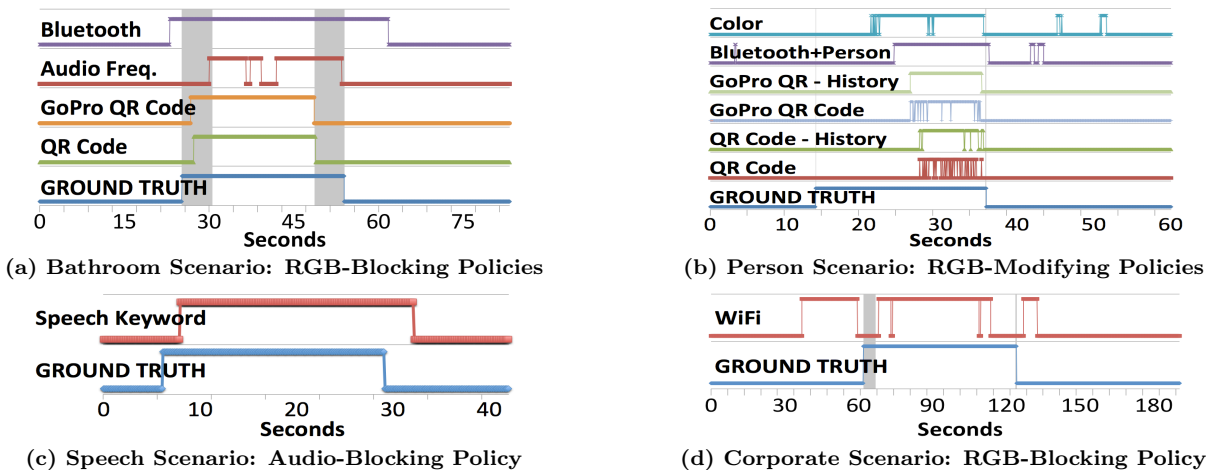 Bluetooth
Audio Freq.
GoPro QR Code
QR Code
GROUND TRUTH
0 15 30 45 60 75
Seconds
(a) Bathroom Scenario: RGB-Blocking Policies
Color
Bluetooth+Person
GoPro QR - History
GoPro QR Code
QR Code - History
QR Code
GROUND TRUTH
0 10 20 30 40 50 60
Seconds
(b) Person Scenario: RGB-Modifying Policies
Speech Keyword
GROUND TRUTH
0 10 20 30 40
Seconds
(c) Speech Scenario: Audio-Blocking Policy
WiFi
GROUND TRUTH
0 30 60 90 120 150 180
Seconds
(d) Corporate Scenario: RGB-Blocking Policy